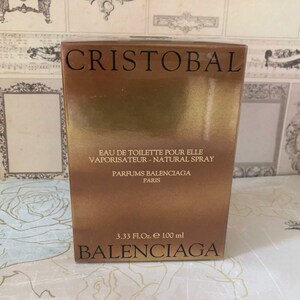 CRISTOBAL
EAU DE TOILETTE POUR ELLE
VAPORISATEUR - NATURAL SPRAY
PARFUMS BALENCIAGA
PARIS
3.33 FL.OZ. ℮ 100 ml
BALENCIAGA